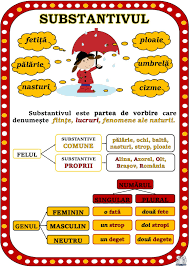 SUBSTANTIVUL
fetiță
ploaie
pălărie
umbrelă
nasturi
cizme
Substantivul este partea de vorbire care
denumește ființe, lucruri, fenomene ale naturii.
FELUL
SUBSTANTIVE
COMUNE
pălărie, ochi, haltă,
nasturi, strop, ploaie
SUBSTANTIVE
PROPRII
Alina, Azorel, Olt,
Brașov, România
NUMĂRUL
SINGULAR
PLURAL
GENUL
FEMININ
o fată
două fete
MASCULIN
un strop
doi stropi
NEUTRU
un deget
două degete